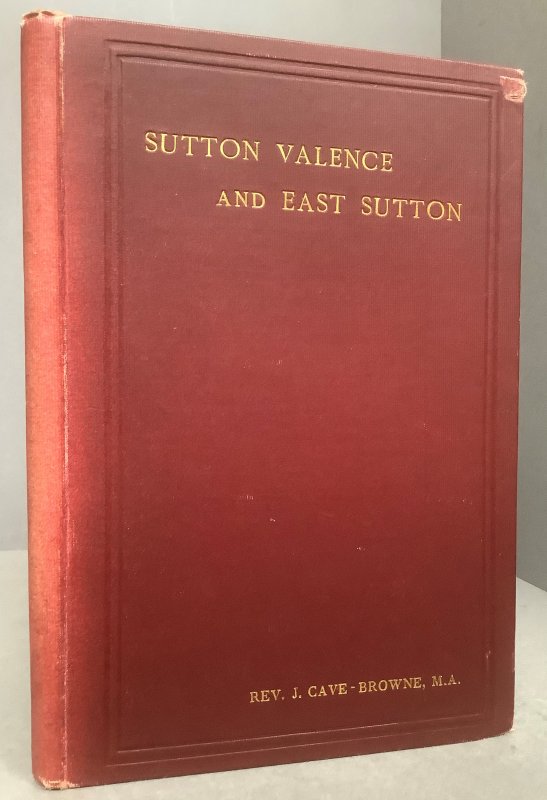 SUTTON VALENCE
AND EAST SUTTON
REV. J. CAVE-BROWNE, M.A.